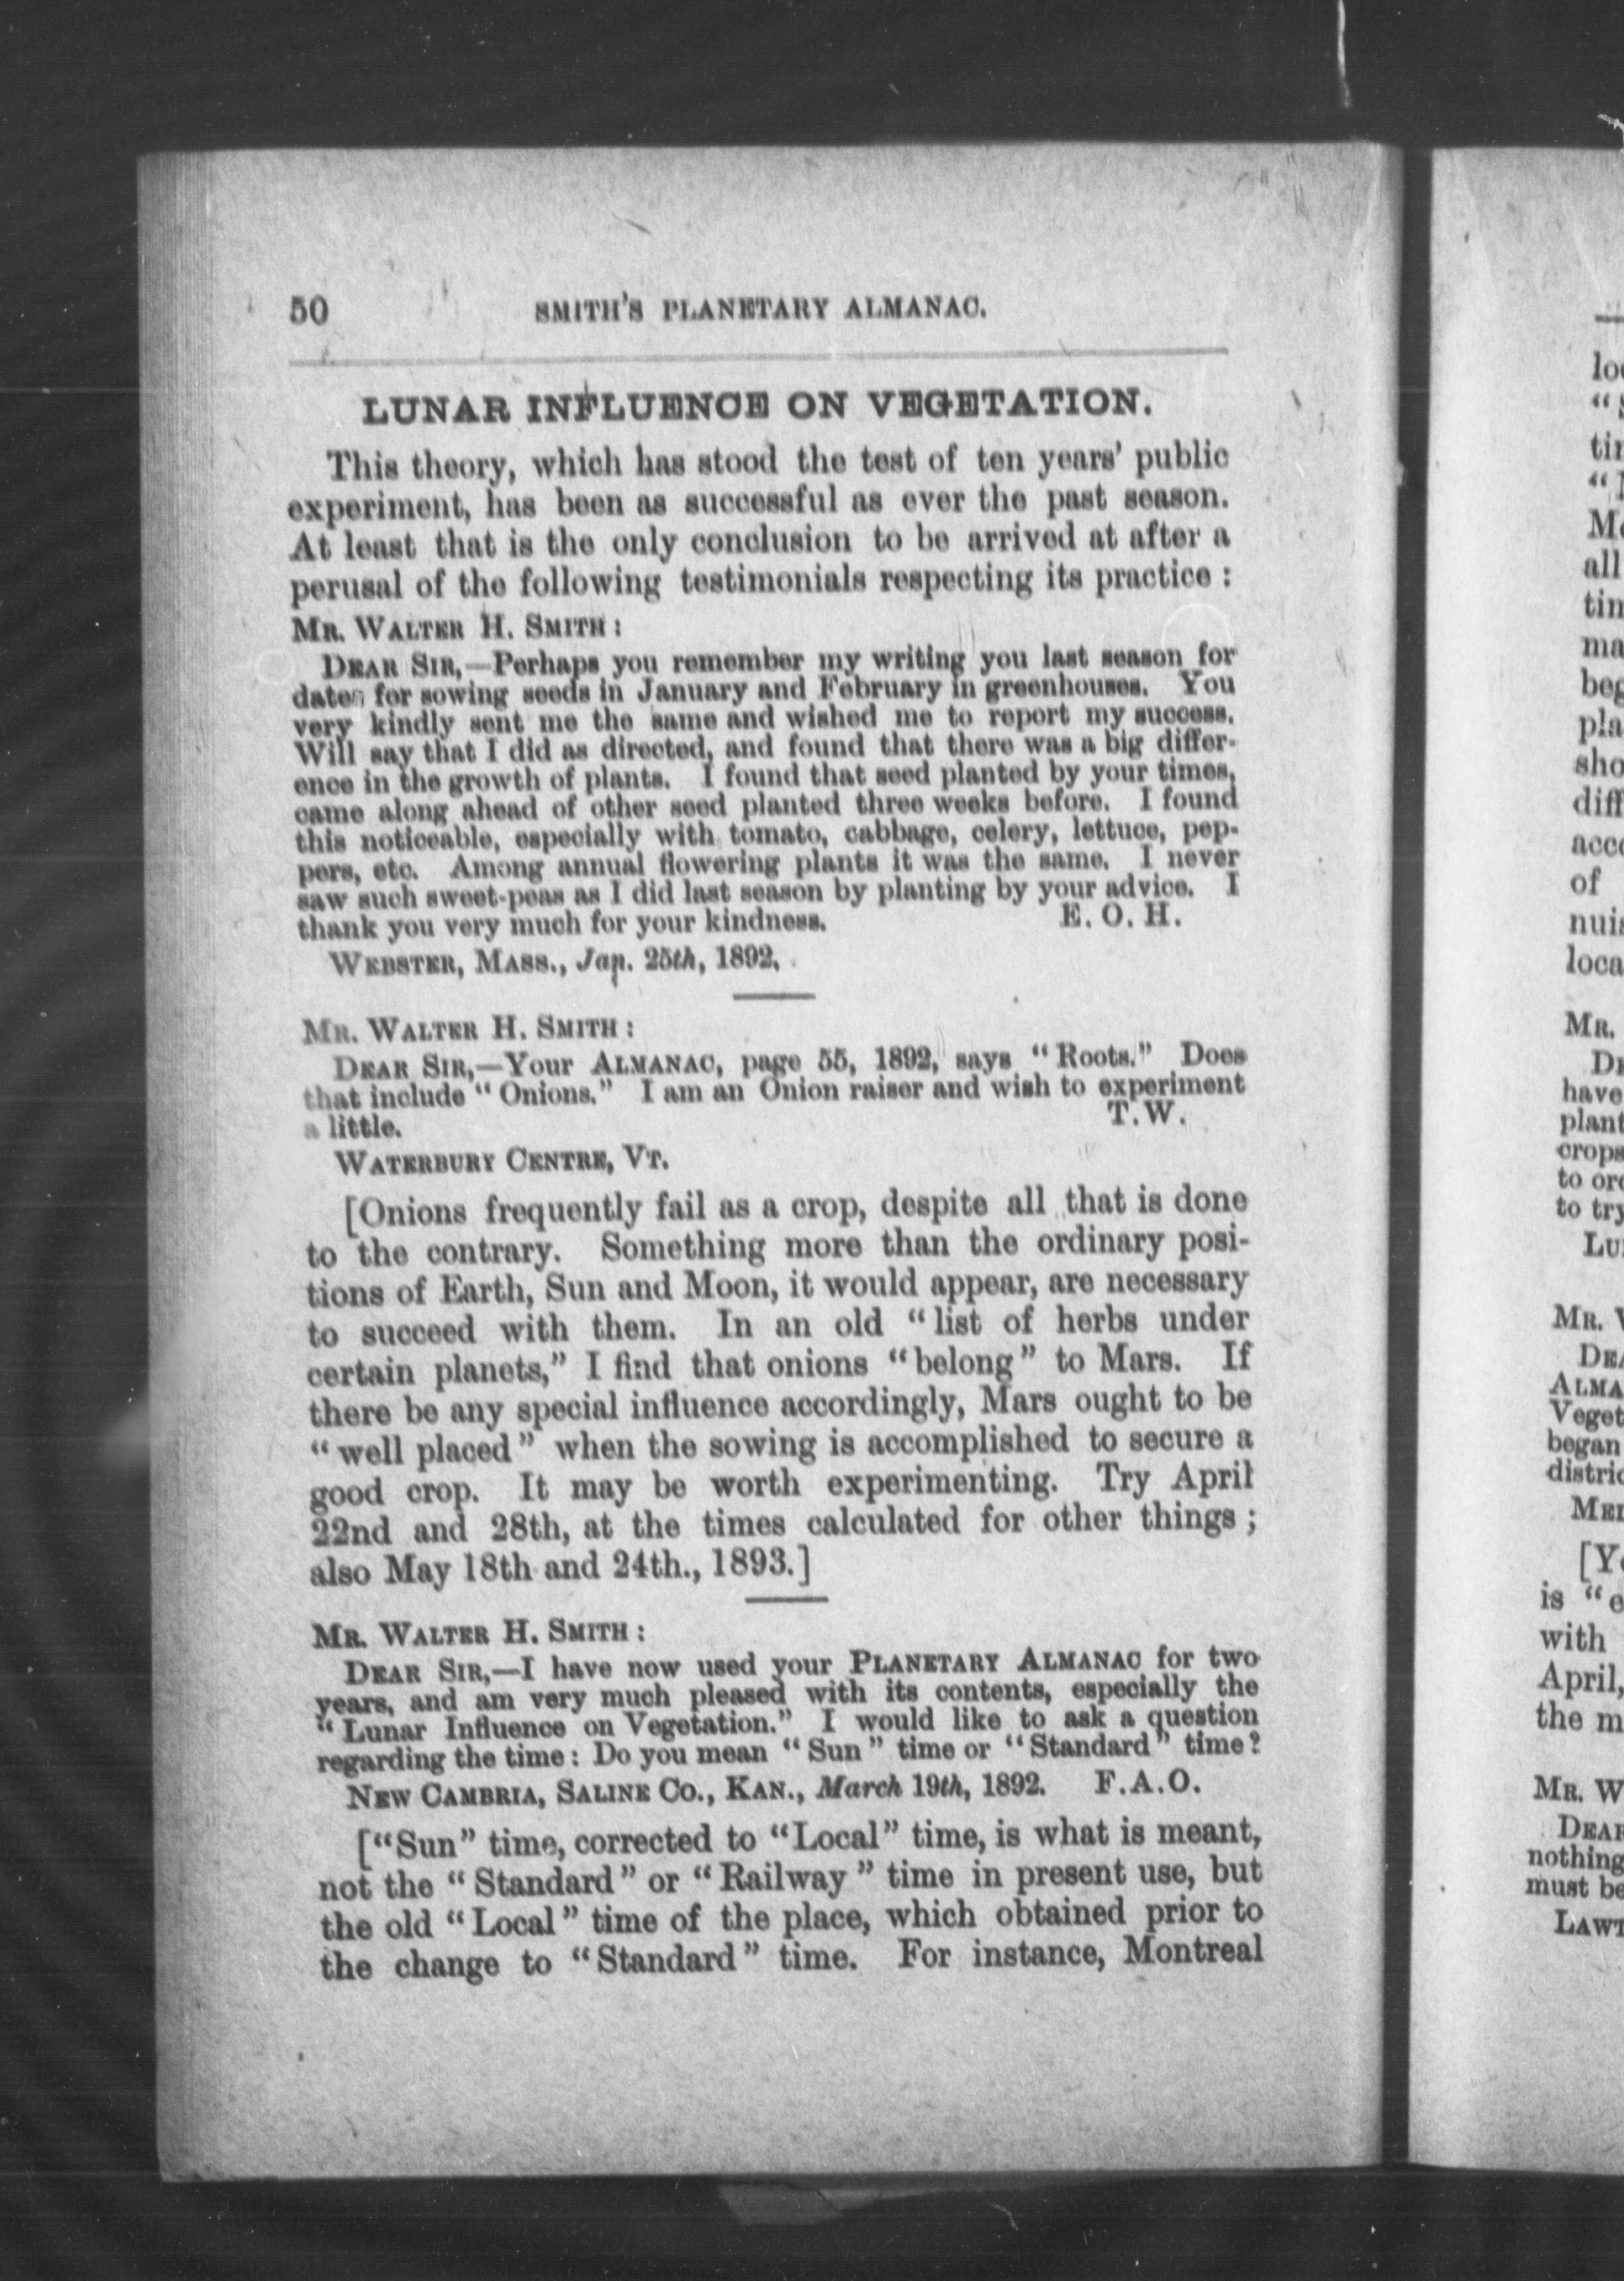 50 SMITH'S PLANETARY ALMANAC.
LUNAR INFLUENCE ON VEGETATION.
This theory, which has stood the test of ten years' public
experiment, has been as successful as ever the past season.
At least that is the only conclusion to be arrived at after a
perusal of the following testimonials respecting its practice :
MR. WALTER H. SMITH :
DEAR SIR,—Perhaps you remember my writing you last season for
dates for sowing seeds in January and February in greenhouses. You
very kindly sent me the same and wished me to report my success.
Will say that I did as directed, and found that there was a big differ-
ence in the growth of plants. I found that seed planted by your times,
came along ahead of other seed planted three weeks before. I found
this noticeable, especially with tomato, cabbage, celery, lettuce, pep-
pers, etc. Among annual flowering plants it was the same. I never
saw such sweet-peas as I did last season by planting by your advice. I
thank you very much for your kindness. E. O. H.
WEBSTER, MASS., Jan. 25th, 1892.
MR. WALTER H. SMITH :
DEAR SIR,—Your ALMANAC, page 55, 1892, says "Roots." Does
that include "Onions." I am an Onion raiser and wish to experiment
a little. T. W.
WATERBURY CENTRE, VT.
[Onions frequently fail as a crop, despite all that is done
to the contrary. Something more than the ordinary posi-
tions of Earth, Sun and Moon, it would appear, are necessary
to succeed with them. In an old "list of herbs under
certain planets," I find that onions "belong" to Mars. If
there be any special influence accordingly, Mars ought to be
"well placed" when the sowing is accomplished to secure a
good crop. It may be worth experimenting. Try April
22nd and 28th, at the times calculated for other things ;
also May 18th and 24th., 1893.]
MR. WALTER H. SMITH :
DEAR SIR,—I have now used your PLANETARY ALMANAC for two
years, and am very much pleased with its contents, especially the
"Lunar Influence on Vegetation." I would like to ask a question
regarding the time : Do you mean "Sun" time or "Standard" time?
NEW CAMBRIA, SALINE CO., KAN., March 19th, 1892. F. A. O.
["Sun" time, corrected to "Local" time, is what is meant,
not the "Standard" or "Railway" time in present use, but
the old "Local" time of the place, which obtained prior to
the change to "Standard" time. For instance, Montreal
all
of
MR.
have
to try
MR.
began
is
with
April,
the
MR. W
nothing
must be